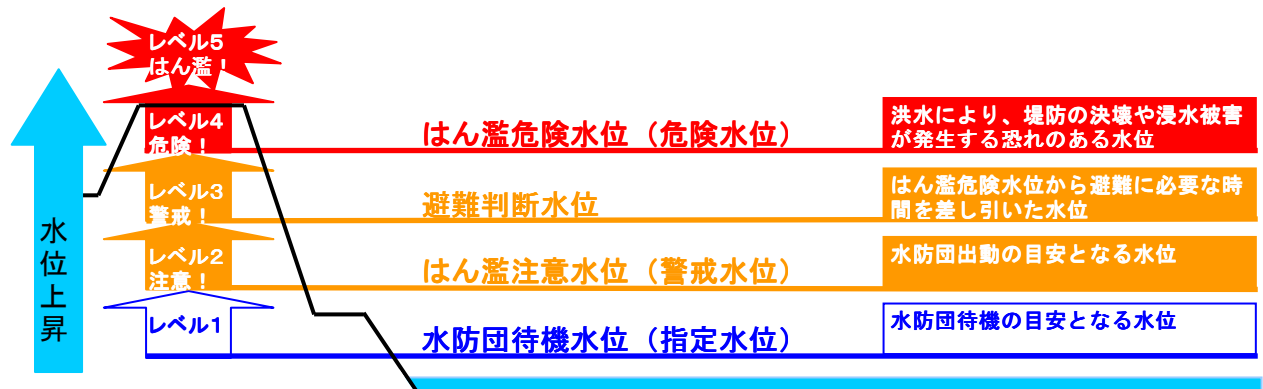 レベル5
はん濫！
レベル4
危険！
はん濫危険水位（危険水位）
洪水により、堤防の決壊や浸水被害
が発生する恐れのある水位
レベル3
警戒！
避難判断水位
はん濫危険水位から避難に必要な時
間を差し引いた水位
レベル2
注意！
はん濫注意水位（警戒水位）
水防団出動の目安となる水位
レベル1
水防団待機水位（指定水位）
水防団待機の目安となる水位
水位上昇